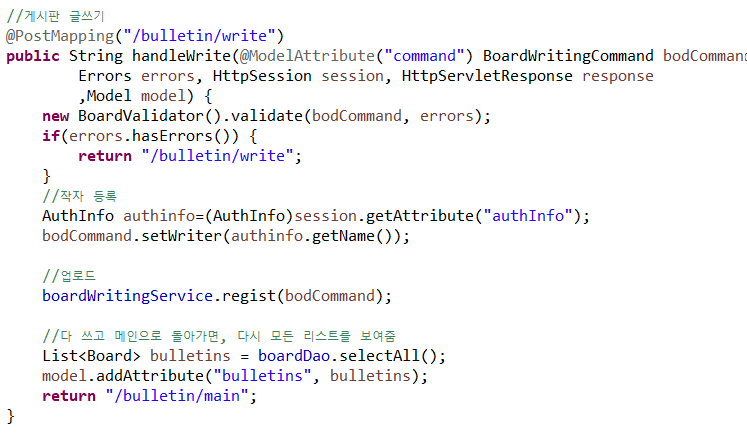 //게시판 글쓰기
@PostMapping("/bulletin/write")
public String handleWrite(@ModelAttribute("command") BoardWritingCommand bodCommand
        Errors errors, HttpSession session, HttpServletResponse response
        ,Model model) {
    new BoardValidator().validate(bodCommand, errors);
    if(errors.hasErrors()) {
        return "/bulletin/write";
    }
    //작자 등록
    AuthInfo authinfo=(AuthInfo)session.getAttribute("authInfo");
    bodCommand.setWriter(authinfo.getName());
    //업로드
    boardWritingService.regist(bodCommand);
    //다 쓰고 메인으로 돌아가면, 다시 모든 리스트를 보여줌
    List<Board> bulletins = boardDao.selectAll();
    model.addAttribute("bulletins", bulletins);
    return "/bulletin/main";
}